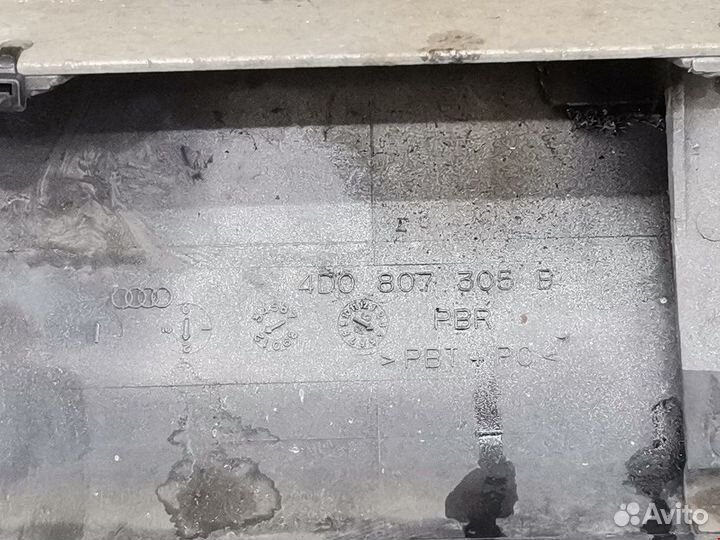 4D0 807 305 B
PBR
>PBT + PC<
Avito